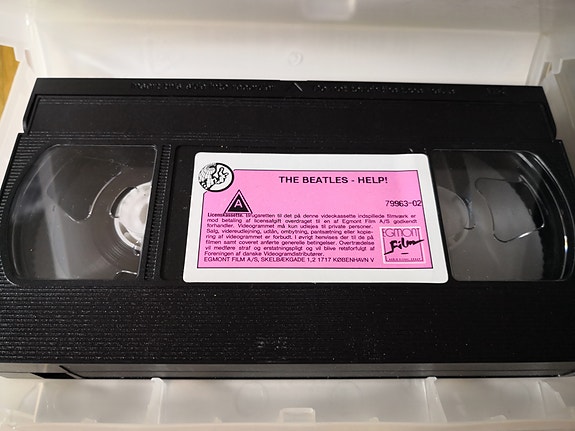 THE BEATLES - HELP!
79963-02
A
Licenskassette. Brugsretten til det på denne videokassette indspillede filmværk er
mod betaling af licensafgift overdraget til en af Egmont Film A/S godkendt
forhandler. Videogrammet må kun udlejes til private personer.
Salg, videreudlejning, udlån, ombytning, pantsætning eller kopie-
ring af videogrammet er forbudt. I øvrigt henvises der til de på
filmen samt coveret anførte generelle betingelser. Overtrædelse
vil medføre straf og erstatningspligt og vil blive retsforfulgt af
Foreningen af danske Videogramdistributører.
EGMONT FILM A/S, SKELBÆKGADE 1,2 1717 KØBENHAVN V
EGMONT
Film